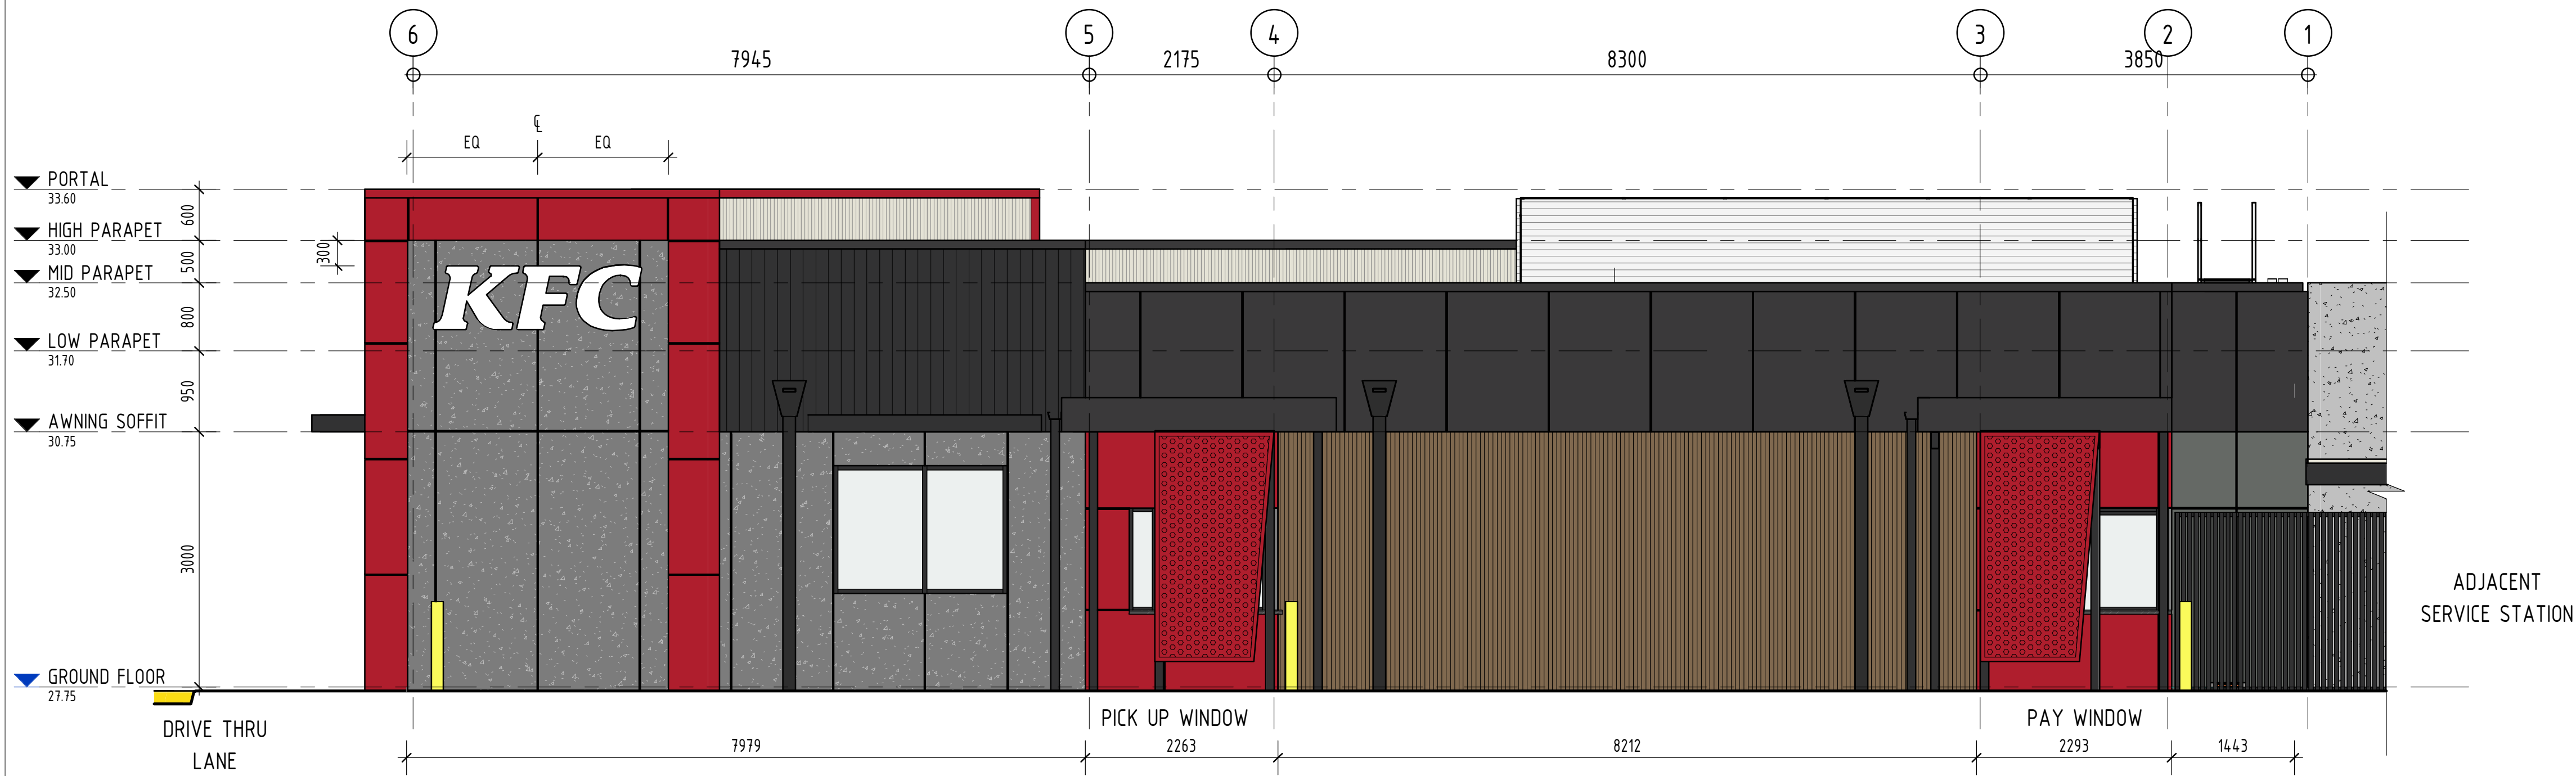 6
5
4
3
2
1
7945
2175
8300
3850
℄
EQ
EQ
PORTAL
33.60
600
HIGH PARAPET
33.00
300
500
MID PARAPET
32.50
KFC
800
LOW PARAPET
31.70
950
AWNING SOFFIT
30.75
3000
ADJACENT
SERVICE STATION
GROUND FLOOR
27.75
DRIVE THRU
LANE
PICK UP WINDOW
PAY WINDOW
7979
2263
8212
2293
1443